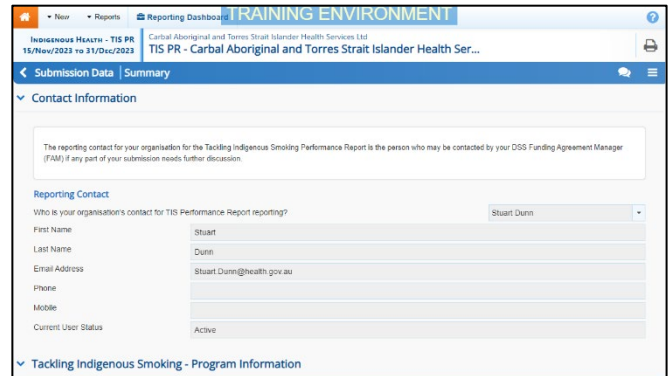 New Reports Reporting Dashboard TRAINING ENVIRONMENT
INDIGENOUS HEALTH - TIS PR
15/Nov/2023 TO 31/Dec/2023
Carbal Aboriginal and Torres Strait Islander Health Services Ltd
TIS PR - Carbal Aboriginal and Torres Strait Islander Health Ser...
Submission Data Summary
Contact Information
The reporting contact for your organisation for the Tackling Indigenous Smoking Performance Report is the person who may be contacted by your DSS Funding Agreement Manager
(FAM) if any part of your submission needs further discussion.
Reporting Contact
Who is your organisation's contact for TIS Performance Report reporting? Stuart Dunn
First Name Stuart
Last Name Dunn
Email Address Stuart.Dunn@health.gov.au
Phone
Mobile
Current User Status Active
Tackling Indigenous Smoking - Program Information